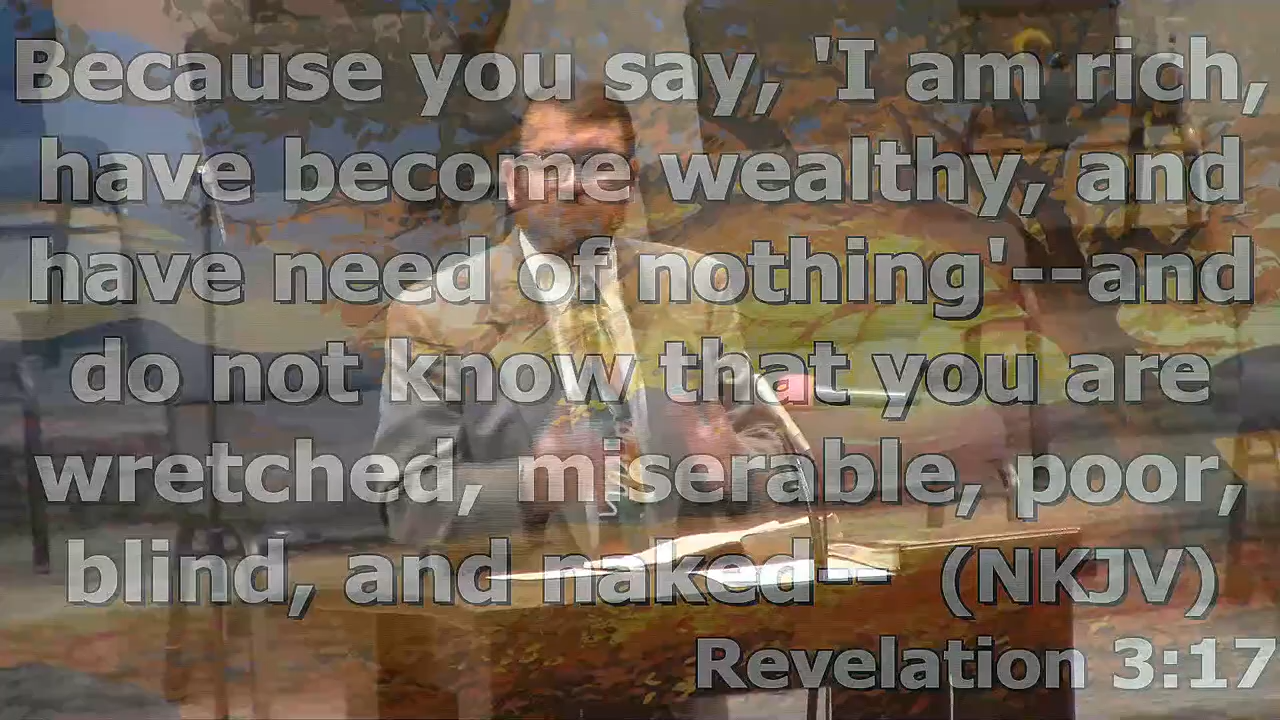 Because you say, 'I am rich,
have become wealthy, and
have need of nothing'--and
do not know that you are
wretched, miserable, poor,
blind, and naked-- (NKJV)
Revelation 3:17